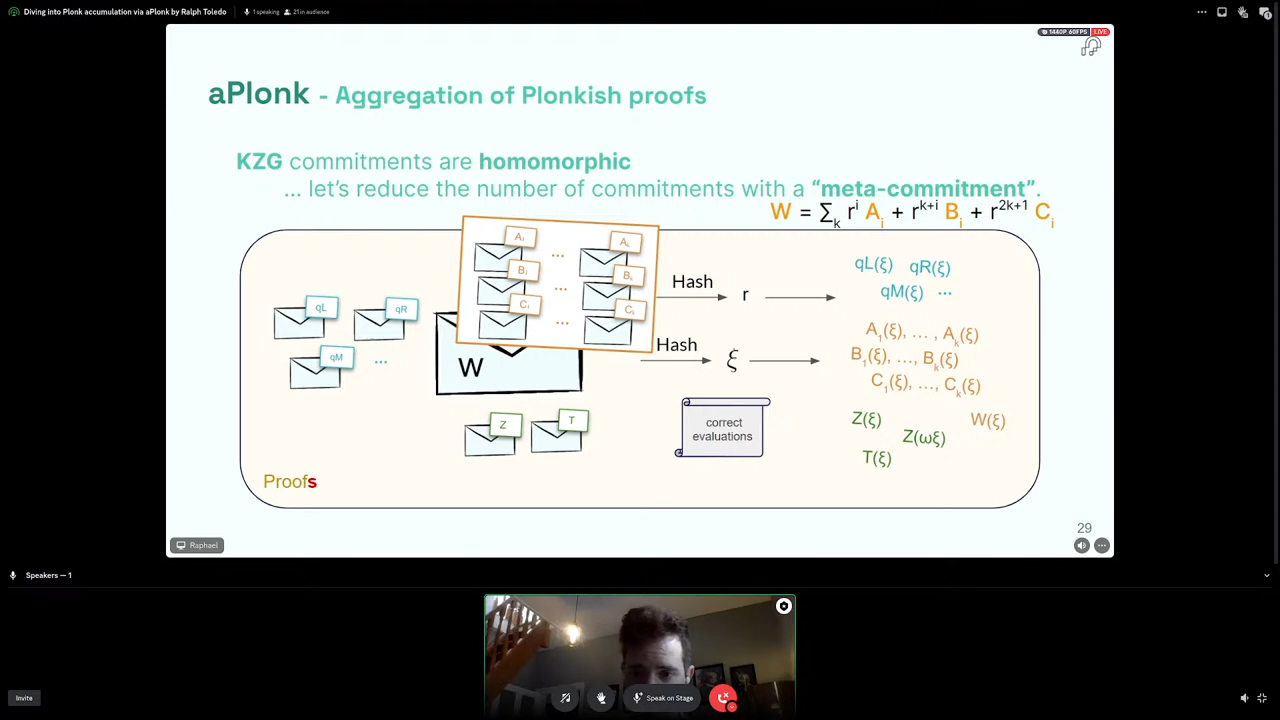 Diving into Plonk accumulation via aPlonk by Ralph Toledo
1 speaking
21 in audience
1440P 60FPS LIVE
aPlonk - Aggregation of Plonkish proofs
KZG commitments are homomorphic
... let's reduce the number of commitments with a “meta-commitment”.
W = ∑k rⁱ Ai + rᵏ⁺ⁱ Bi + r²ᵏ⁺¹ Ci
A₁ ... Ak
B₁ ... Bk
C₁ ... Ck
qL qR
qM ...
W
Z T
Hash r
Hash ξ
correct
evaluations
qL(ξ) qR(ξ)
qM(ξ) ...
A₁(ξ), ... , Ak(ξ)
B₁(ξ), ..., Bk(ξ)
C₁(ξ), ..., Ck(ξ)
Z(ξ) W(ξ)
Z(ωξ)
T(ξ)
Proofs
29
Raphael
Speakers — 1
Invite
Speak on Stage